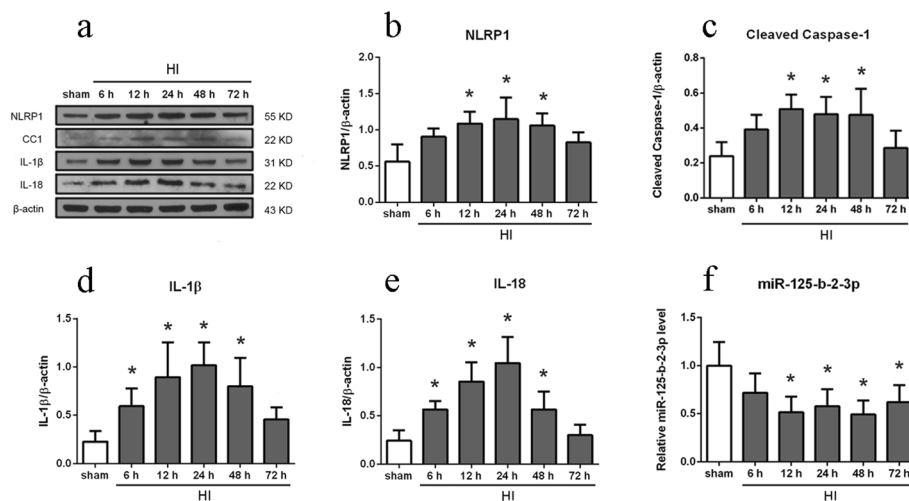 a
HI
sham 6 h 12 h 24 h 48 h 72 h
NLRP1 55 KD
CC1 22 KD
IL-1β 31 KD
IL-18 22 KD
β-actin 43 KD
b
NLRP1
NLRP1/β-actin
2.0
1.5
1.0
0.5
0.0
* * *
sham 6 h 12 h 24 h 48 h 72 h
HI
c
Cleaved Caspase-1
Cleaved Caspase-1/β-actin
0.8
0.6
0.4
0.2
0.0
* * *
sham 6 h 12 h 24 h 48 h 72 h
HI
d
IL-1β
IL-1β/β-actin
1.5
1.0
0.5
0.0
* * * *
sham 6 h 12 h 24 h 48 h 72 h
HI
e
IL-18
IL-18/β-actin
1.5
1.0
0.5
0.0
* * * *
sham 6 h 12 h 24 h 48 h 72 h
HI
f
miR-125-b-2-3p
Relative miR-125-b-2-3p level
1.5
1.0
0.5
0.0
* * * *
sham 6 h 12 h 24 h 48 h 72 h
HI